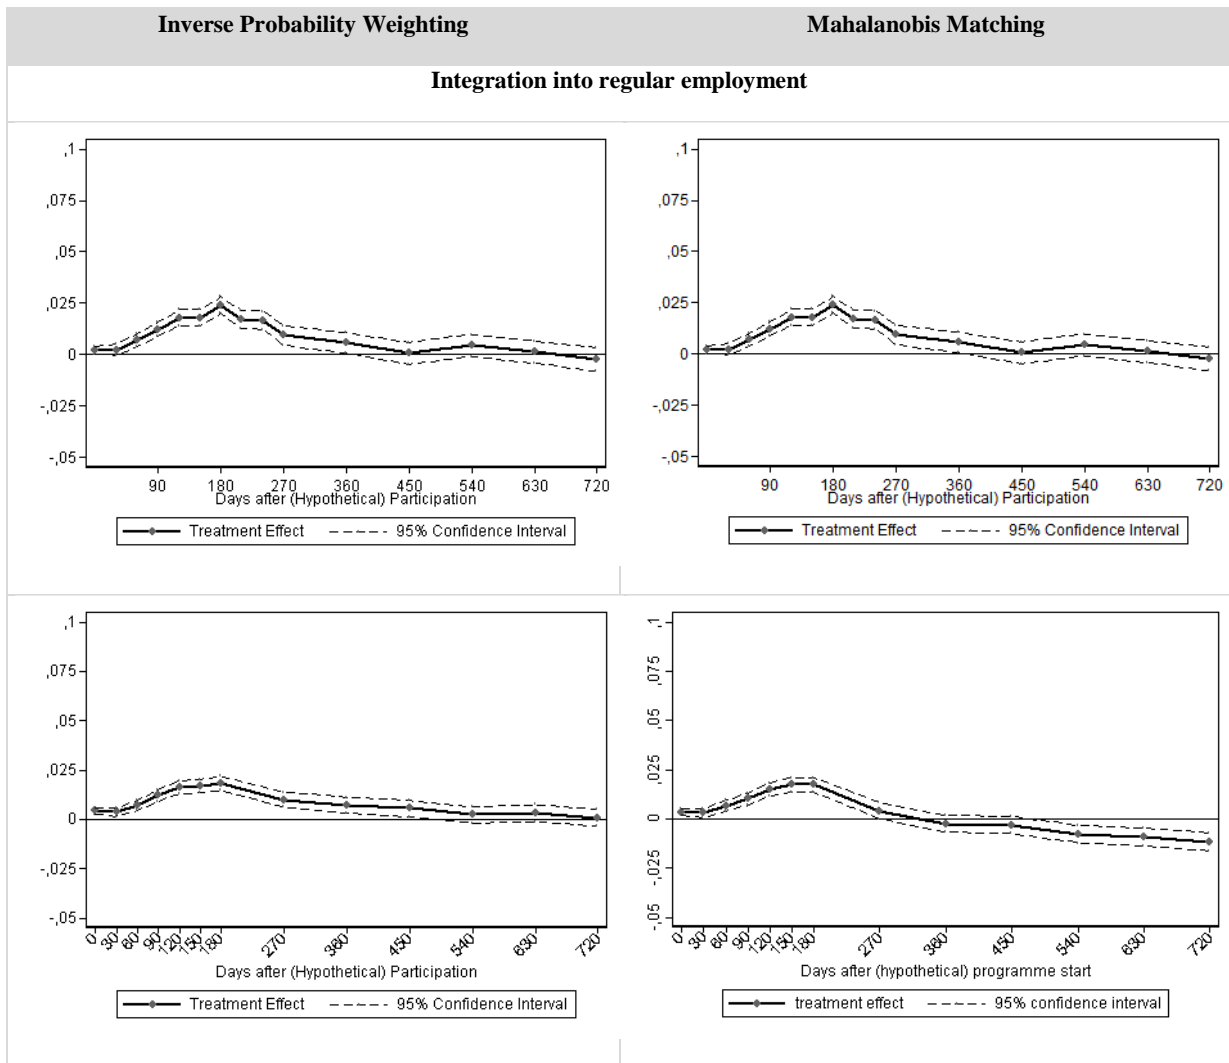 Inverse Probability Weighting
Mahalanobis Matching
Integration into regular employment
,1
,075
,05
,025
0
-,025
-,05
90 180 270 360 450 540 630 720
Days after (Hypothetical) Participation
Treatment Effect 95% Confidence Interval
,1
,075
,05
,025
0
-,025
-,05
90 180 270 360 450 540 630 720
Days after (Hypothetical) Participation
Treatment Effect 95% Confidence Interval
,1
,075
,05
,025
0
-,025
-,05
0 30 60 90 120 150 180 270 360 450 540 630 720
Days after (Hypothetical) Participation
Treatment Effect 95% Confidence Interval
,1
,075
,05
,025
0
-,025
-,05
0 30 60 90 120 150 180 270 360 450 540 630 720
Days after (hypothetical) programme start
treatment effect 95% confidence interval